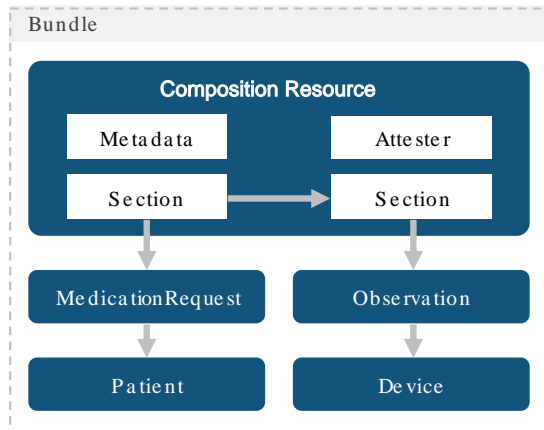 Bundle
Composition Resource
Metadata
Attester
Section
Section
MedicationRequest
Observation
Patient
Device